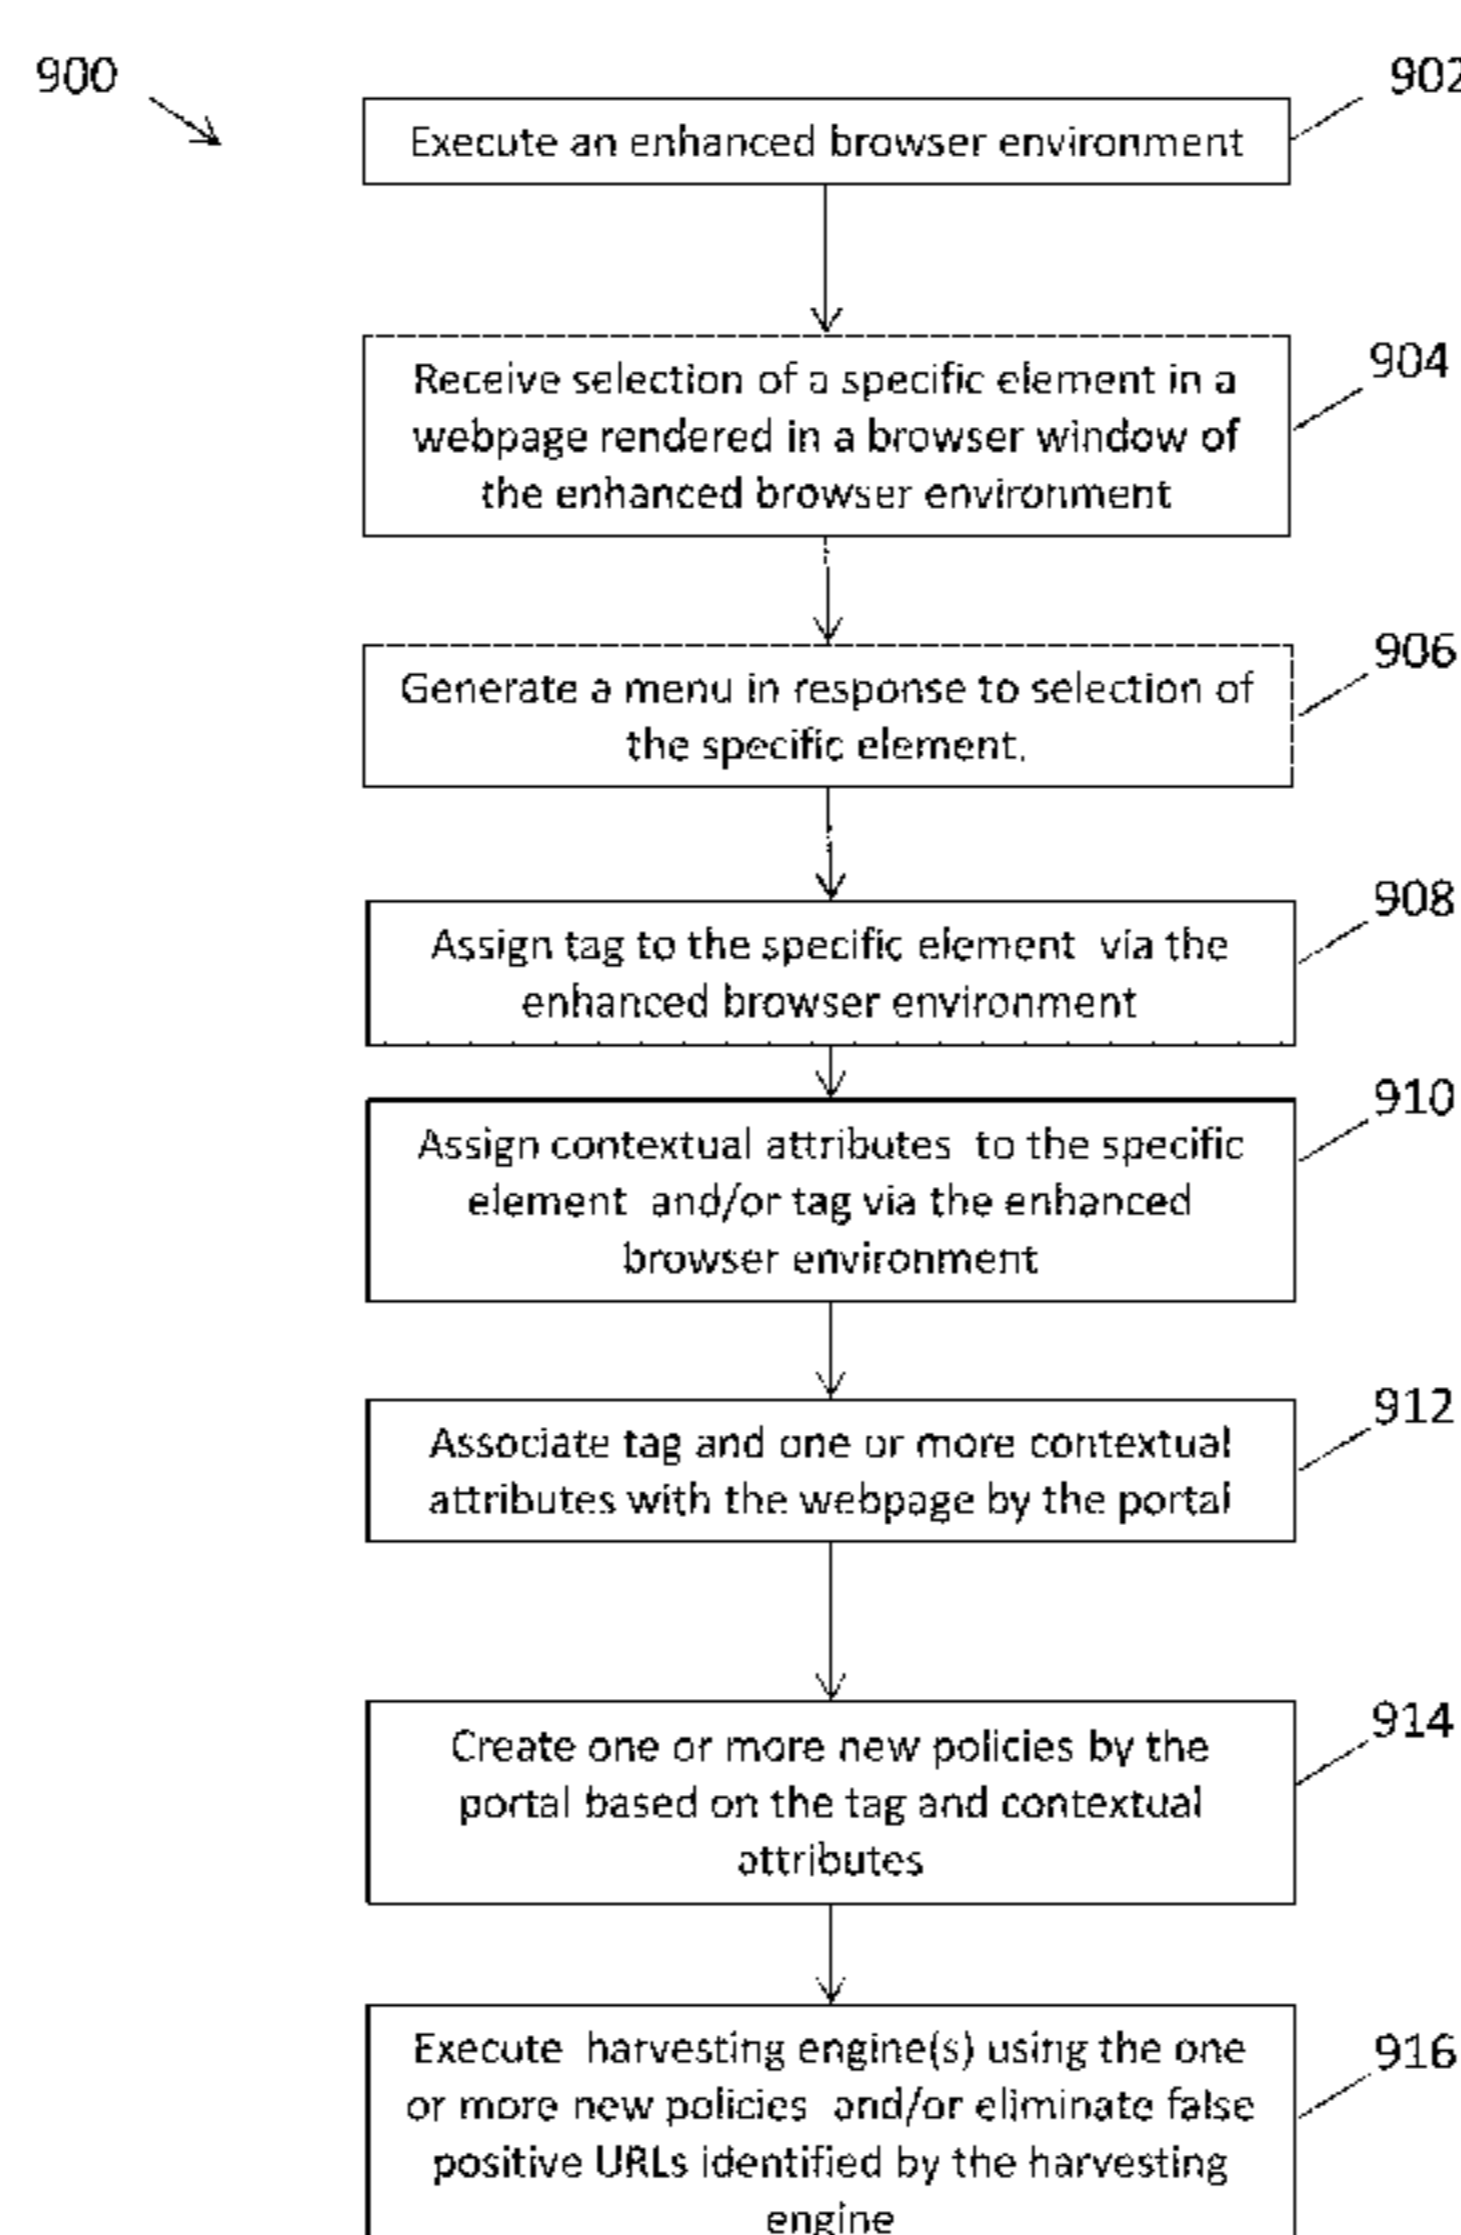 900
902
Execute an enhanced browser environment
904
Receive selection of a specific element in a
webpage rendered in a browser window of
the enhanced browser environment
906
Generate a menu in response to selection of
the specific element.
908
Assign tag to the specific element via the
enhanced browser environment
910
Assign contextual attributes to the specific
element and/or tag via the enhanced
browser environment
912
Associate tag and one or more contextual
attributes with the webpage by the portal
914
Create one or more new policies by the
portal based on the tag and contextual
attributes
916
Execute harvesting engine(s) using the one
or more new policies and/or eliminate false
positive URLs identified by the harvesting
engine